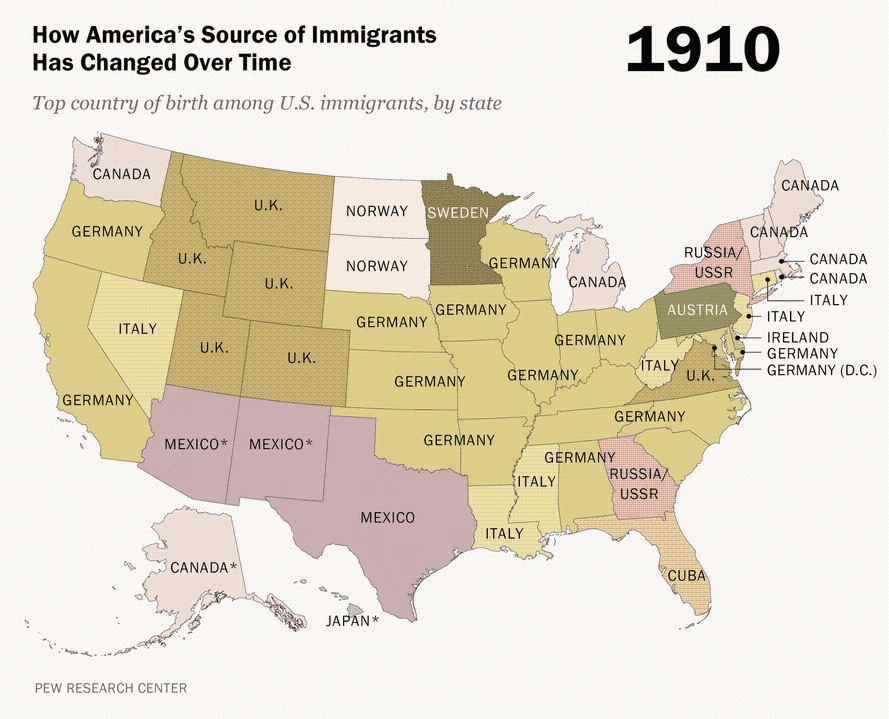 How America's Source of Immigrants
Has Changed Over Time
1910
Top country of birth among U.S. immigrants, by state
CANADA
U.K.
NORWAY
SWEDEN
CANADA
GERMANY
CANADA
RUSSIA/
USSR
U.K.
NORWAY
GERMANY
CANADA
CANADA
CANADA
U.K.
ITALY
ITALY
GERMANY
GERMANY
AUSTRIA
ITALY
IRELAND
U.K.
U.K.
GERMANY
GERMANY
GERMANY
ITALY
U.K.
GERMANY
GERMANY (D.C.)
GERMANY
GERMANY
MEXICO*
MEXICO*
GERMANY
GERMANY
ITALY
RUSSIA/
USSR
MEXICO
ITALY
CANADA*
CUBA
JAPAN*
PEW RESEARCH CENTER